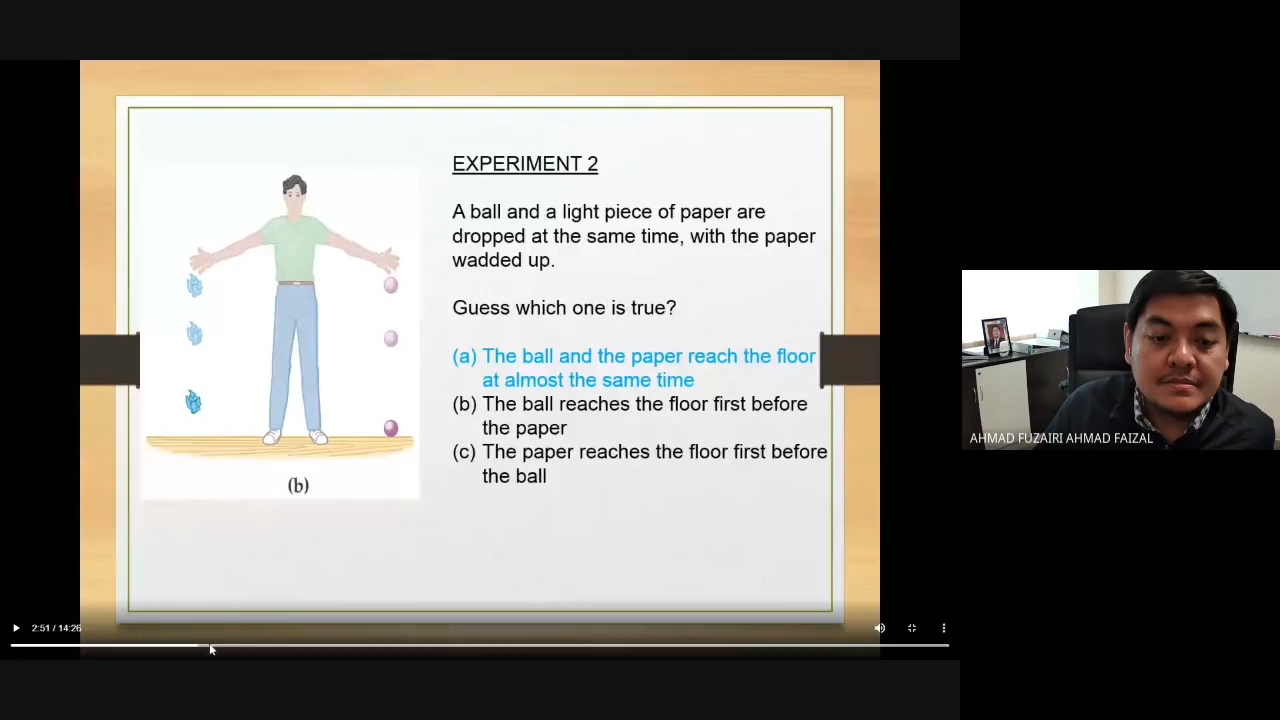 EXPERIMENT 2
A ball and a light piece of paper are
dropped at the same time, with the paper
wadded up.
Guess which one is true?
(a) The ball and the paper reach the floor
at almost the same time
(b) The ball reaches the floor first before
the paper
(c) The paper reaches the floor first before
the ball
(b)
AHMAD FUZAIRI AHMAD FAIZAL
2:51 / 14:26